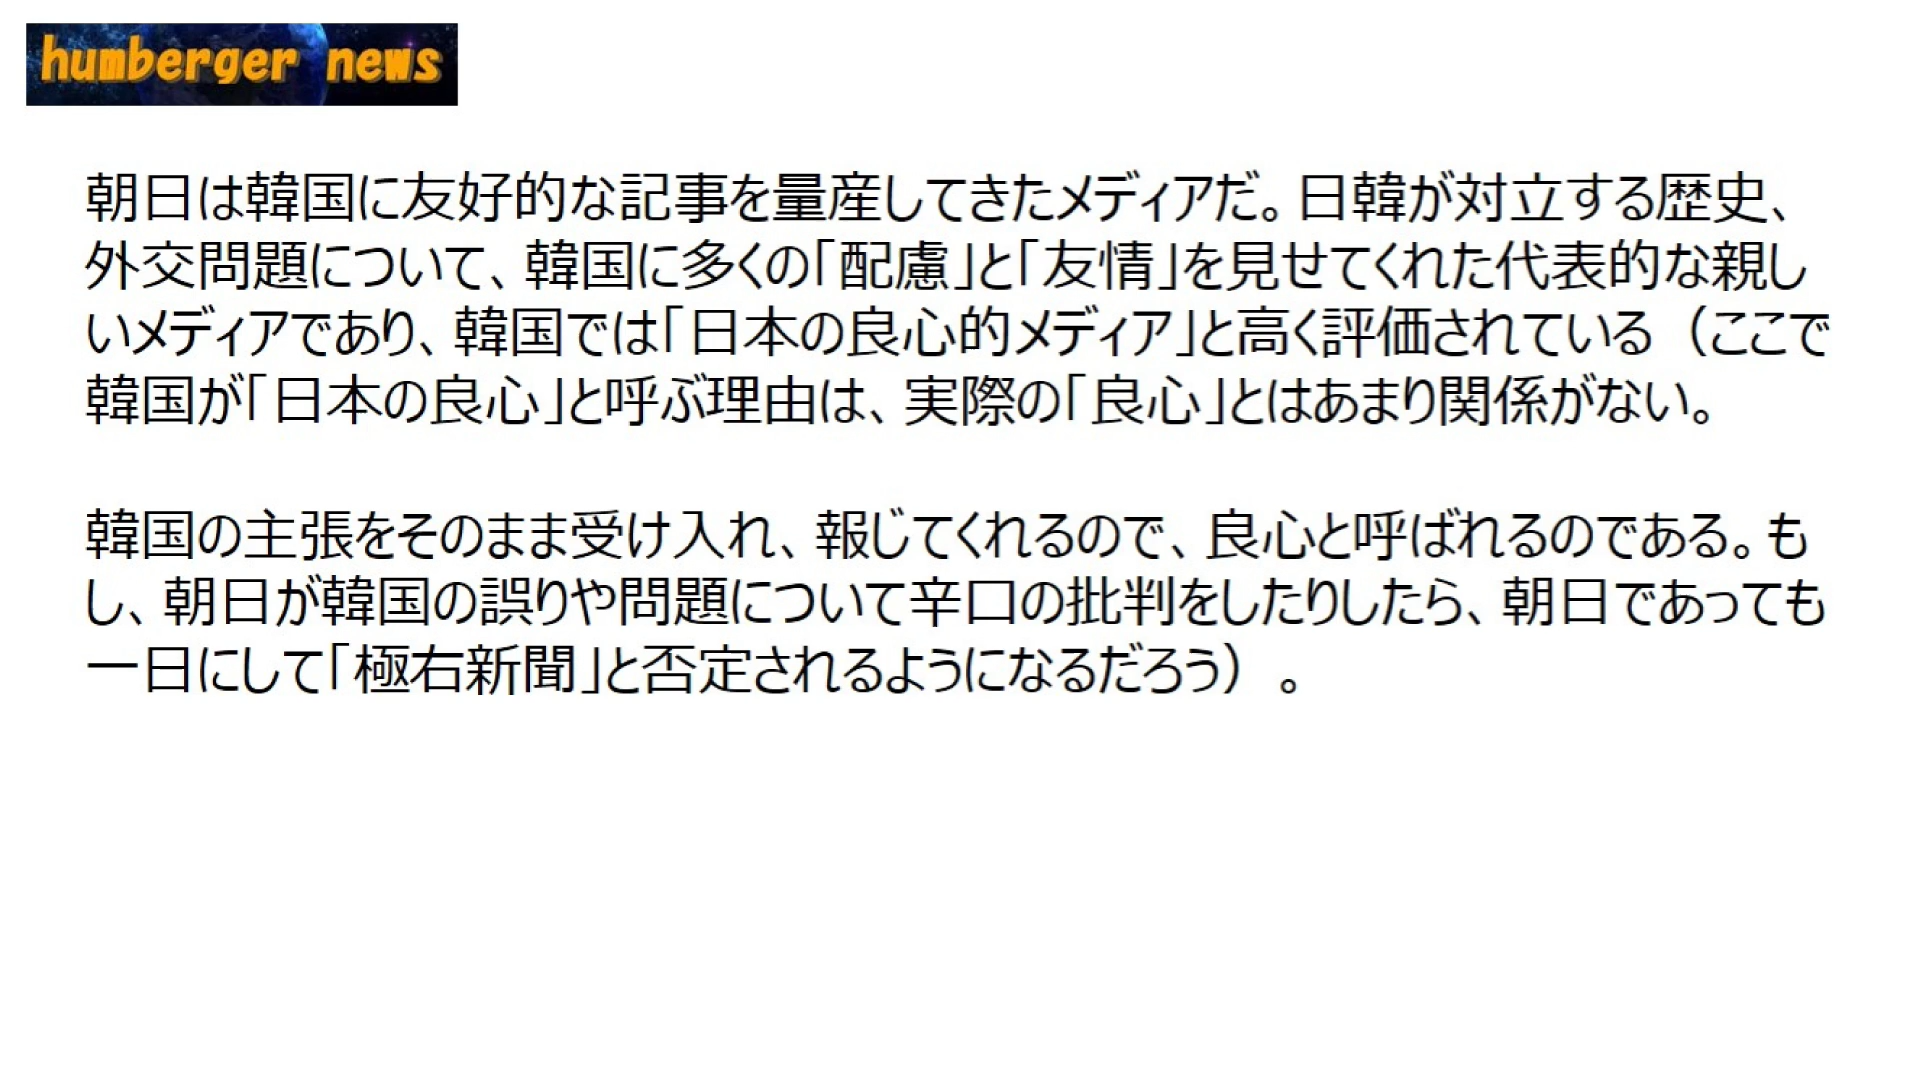 humberger news
朝日は韓国に友好的な記事を量産してきたメディアだ。日韓が対立する歴史、
外交問題について、韓国に多くの「配慮」と「友情」を見せてくれた代表的な親し
いメディアであり、韓国では「日本の良心的メディア」と高く評価されている（ここで
韓国が「日本の良心」と呼ぶ理由は、実際の「良心」とはあまり関係がない。
韓国の主張をそのまま受け入れ、報じてくれるので、良心と呼ばれるのである。も
し、朝日が韓国の誤りや問題について辛口の批判をしたりしたら、朝日であっても
一日にして「極右新聞」と否定されるようになるだろう）。